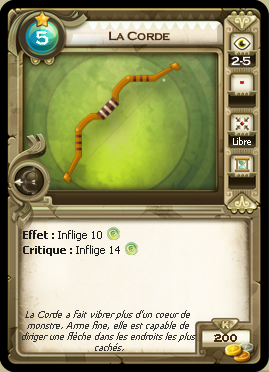 La Corde
5
2-5
Libre
Effet : Inflige 10
Critique : Inflige 14
La Corde a fait vibrer plus d'un coeur de
monstre. Arme fine, elle est capable de
diriger une flèche dans les endroits les plus
cachés.
K
200